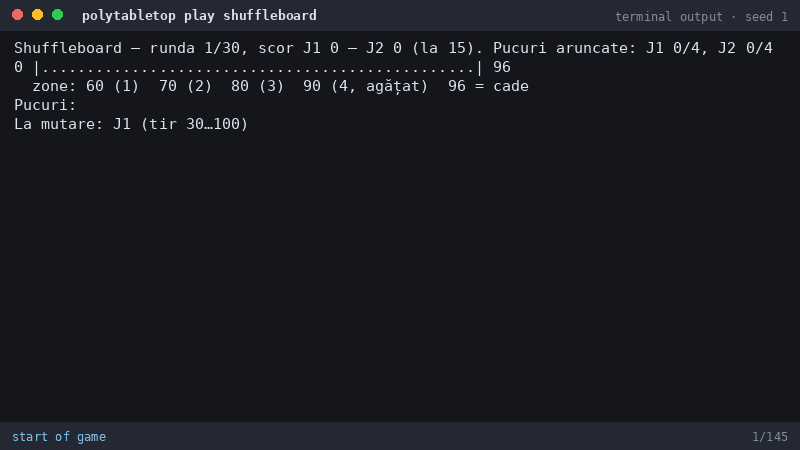 polytabletop play shuffleboard
terminal output · seed 1
Shuffleboard — runda 1/30, scor J1 0 — J2 0 (la 15). Pucuri aruncate: J1 0/4, J2 0/4
0 |................................................| 96
zone: 60 (1)  70 (2)  80 (3)  90 (4, agățat)  96 = cade
Pucuri:
La mutare: J1 (tir 30…100)
start of game
1/145